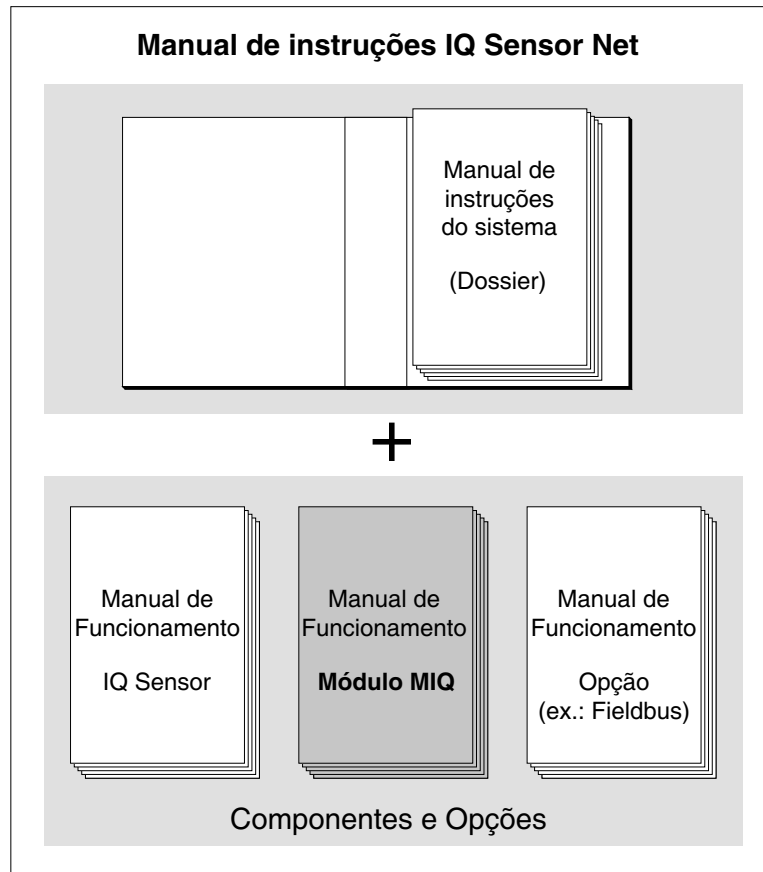 Manual de instruções IQ Sensor Net
Manual de
instruções
do sistema
(Dossier)
+
Manual de
Funcionamento
IQ Sensor
Manual de
Funcionamento
Módulo MIQ
Manual de
Funcionamento
Opção
(ex.: Fieldbus)
Componentes e Opções